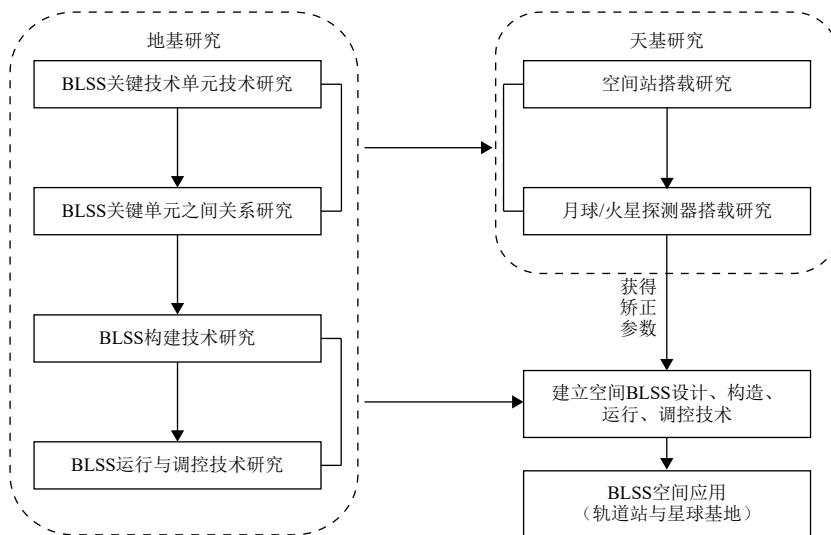 地基研究
BLSS关键技术单元技术研究
BLSS关键单元之间关系研究
BLSS构建技术研究
BLSS运行与调控技术研究
天基研究
空间站搭载研究
月球/火星探测器搭载研究
获得
矫正
参数
建立空间BLSS设计、构造、
运行、调控技术
BLSS空间应用
（轨道站与星球基地）